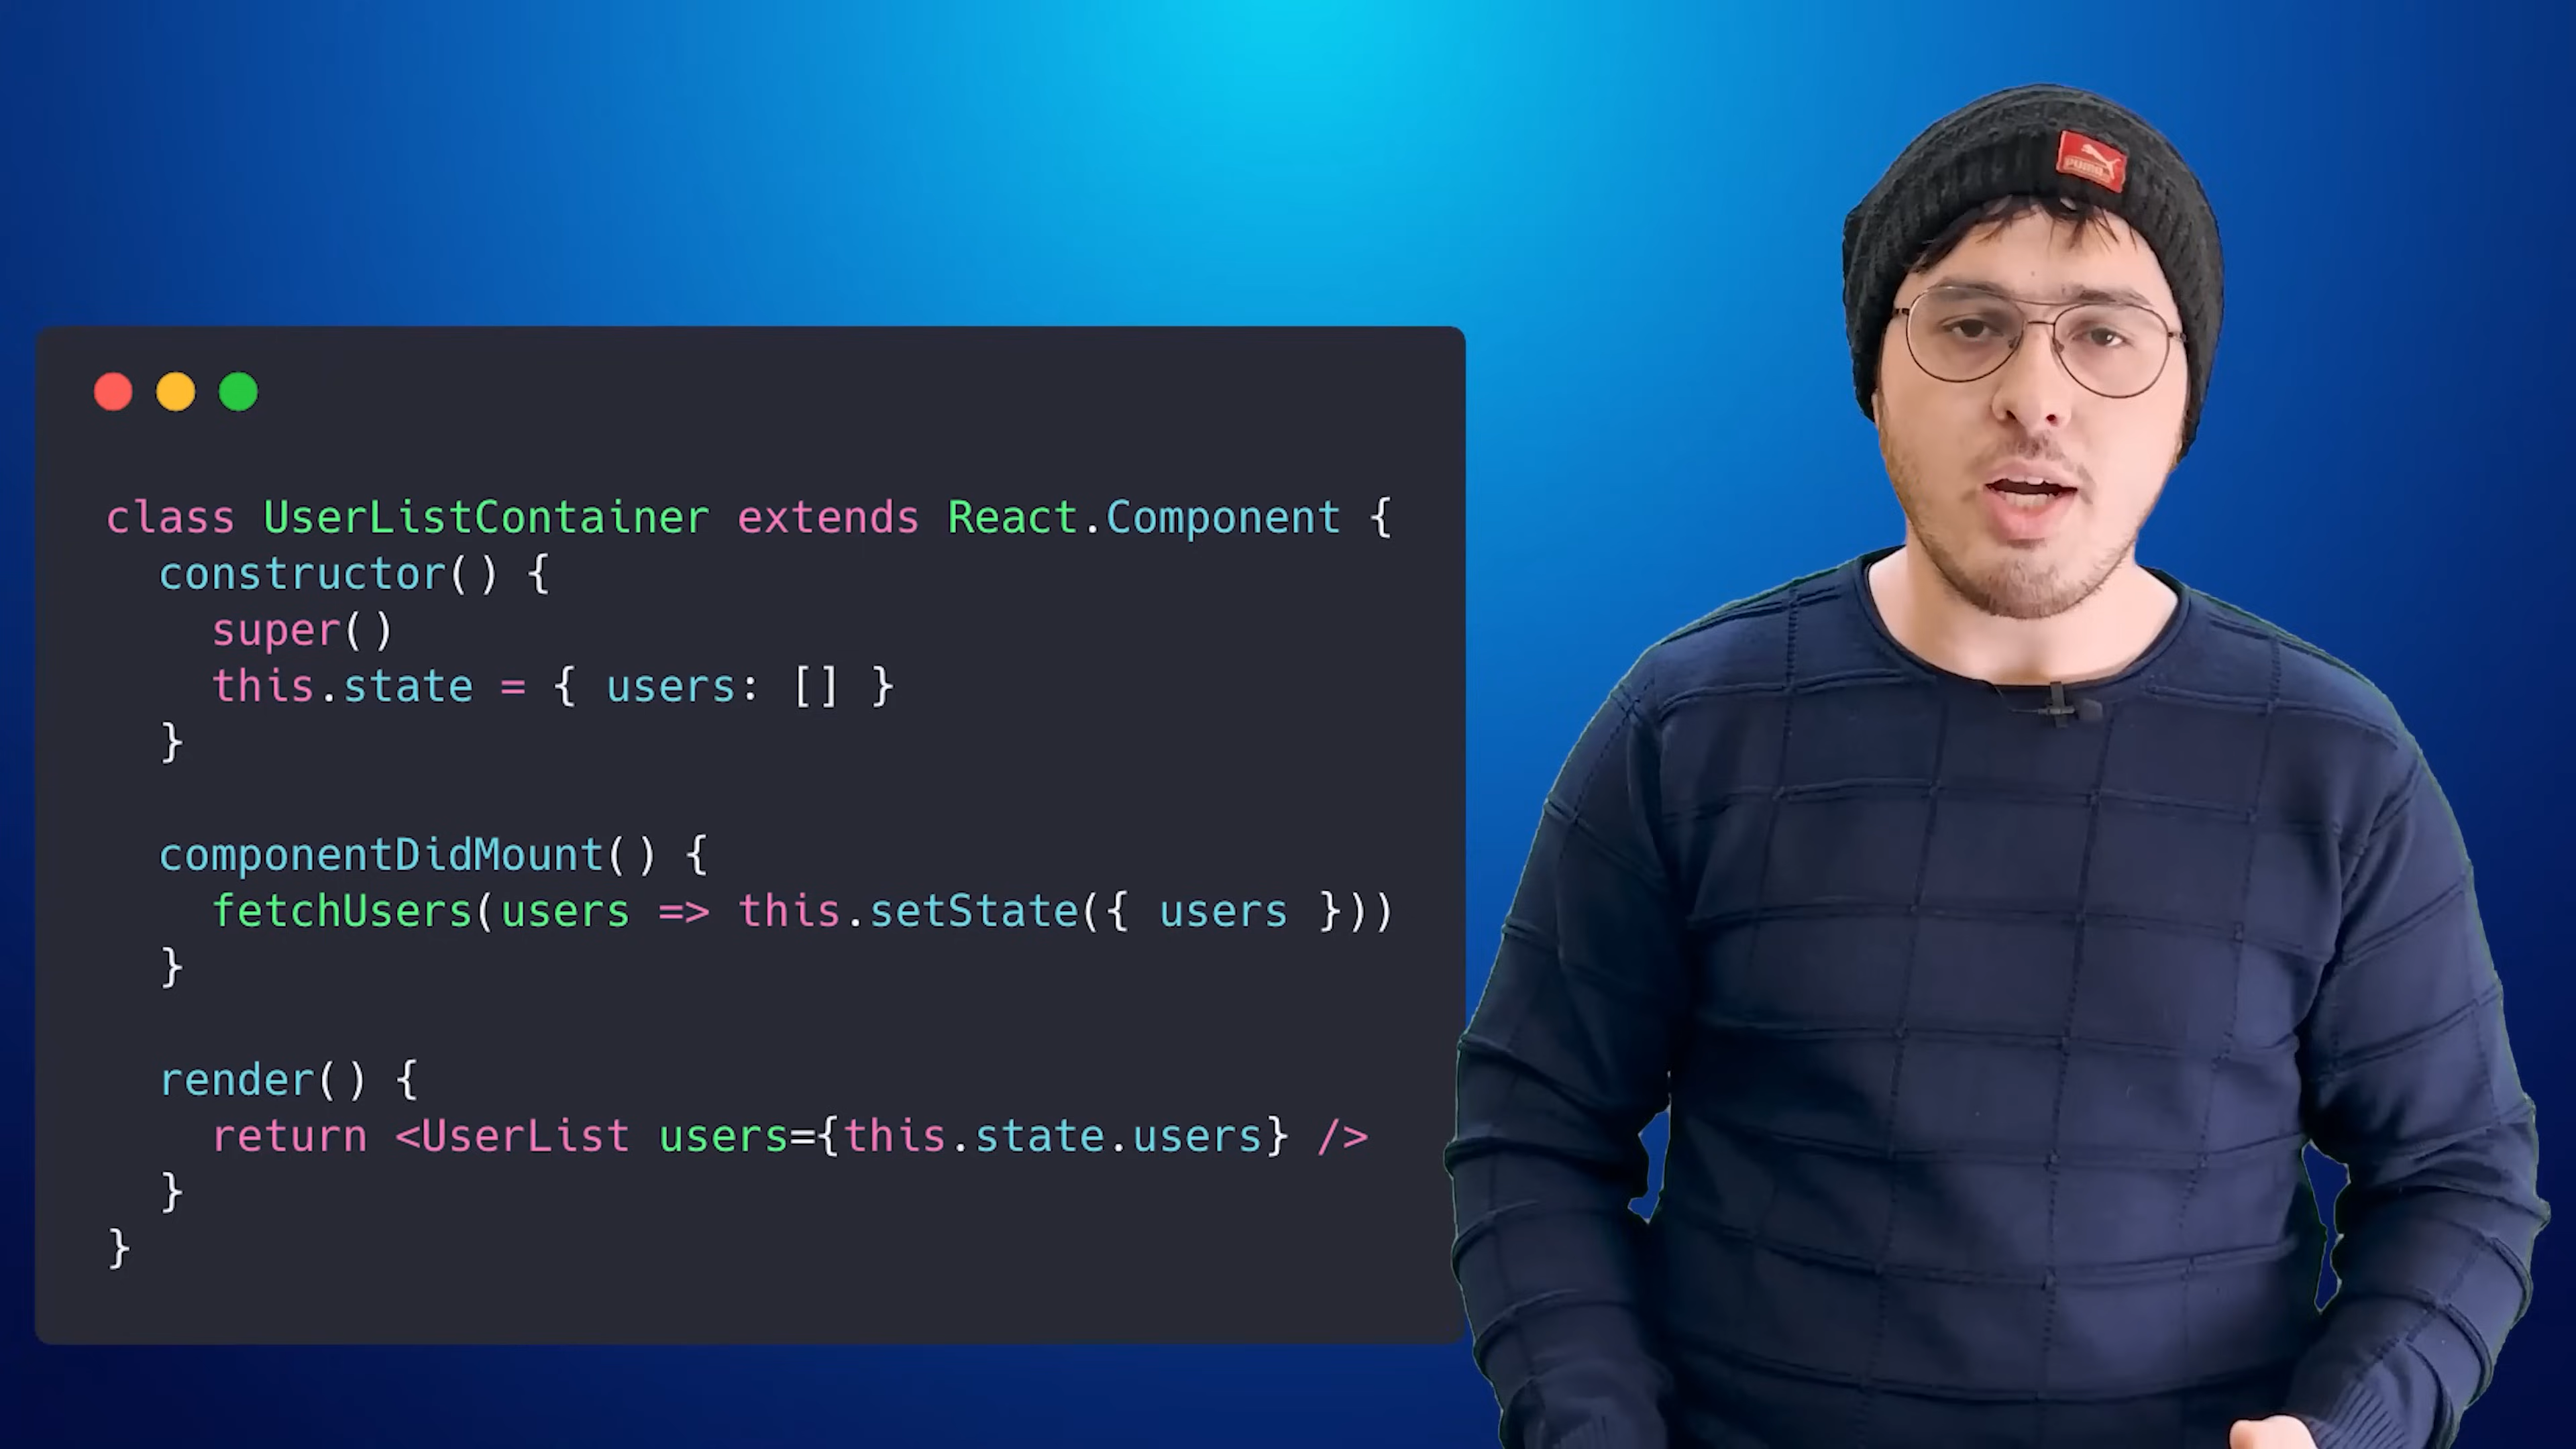 PUMA
class UserListContainer extends React.Component {
  constructor() {
    super()
    this.state = { users: [] }
  }

  componentDidMount() {
    fetchUsers(users => this.setState({ users }))
  }

  render() {
    return <UserList users={this.state.users} />
  }
}